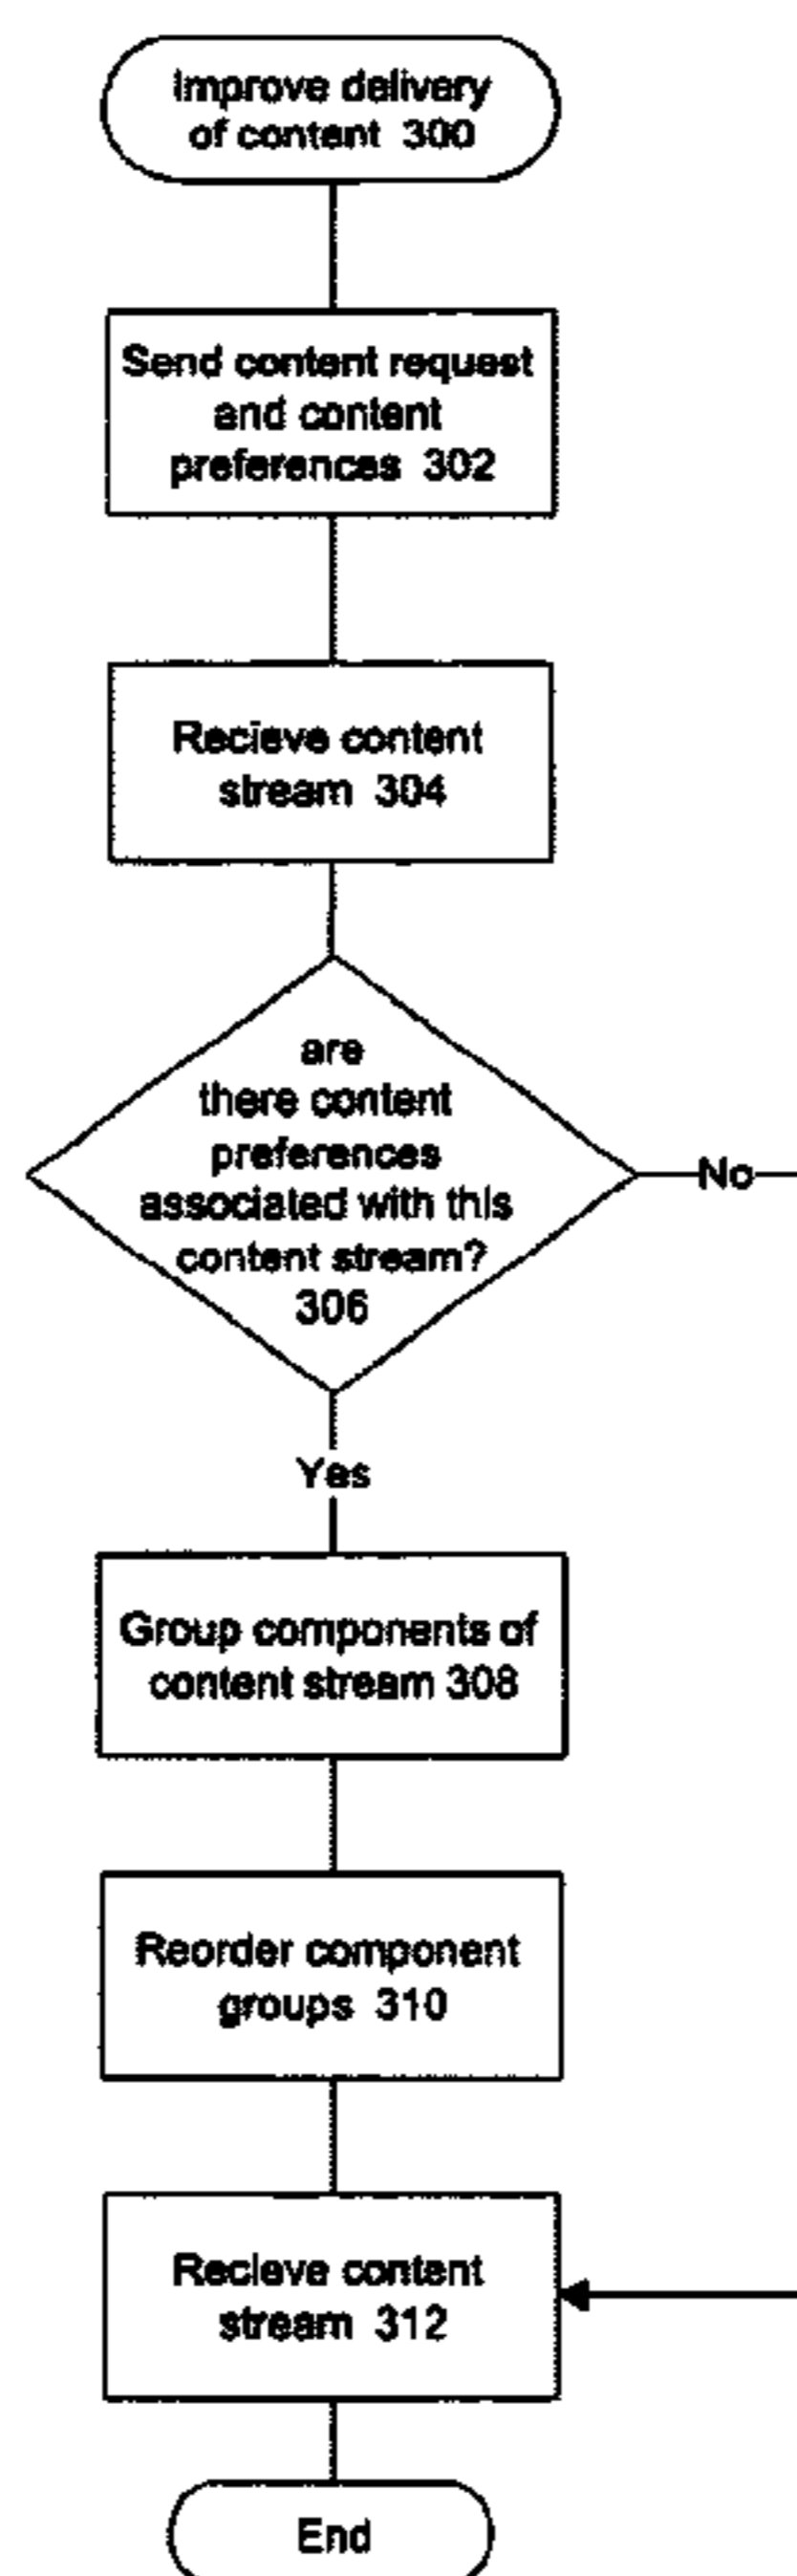 Improve delivery
of content 300
Send content request
and content
preferences 302
Recieve content
stream 304
are
there content
preferences
associated with this
content stream?
306
No
Yes
Group components of
content stream 308
Reorder component
groups 310
Recieve content
stream 312
End